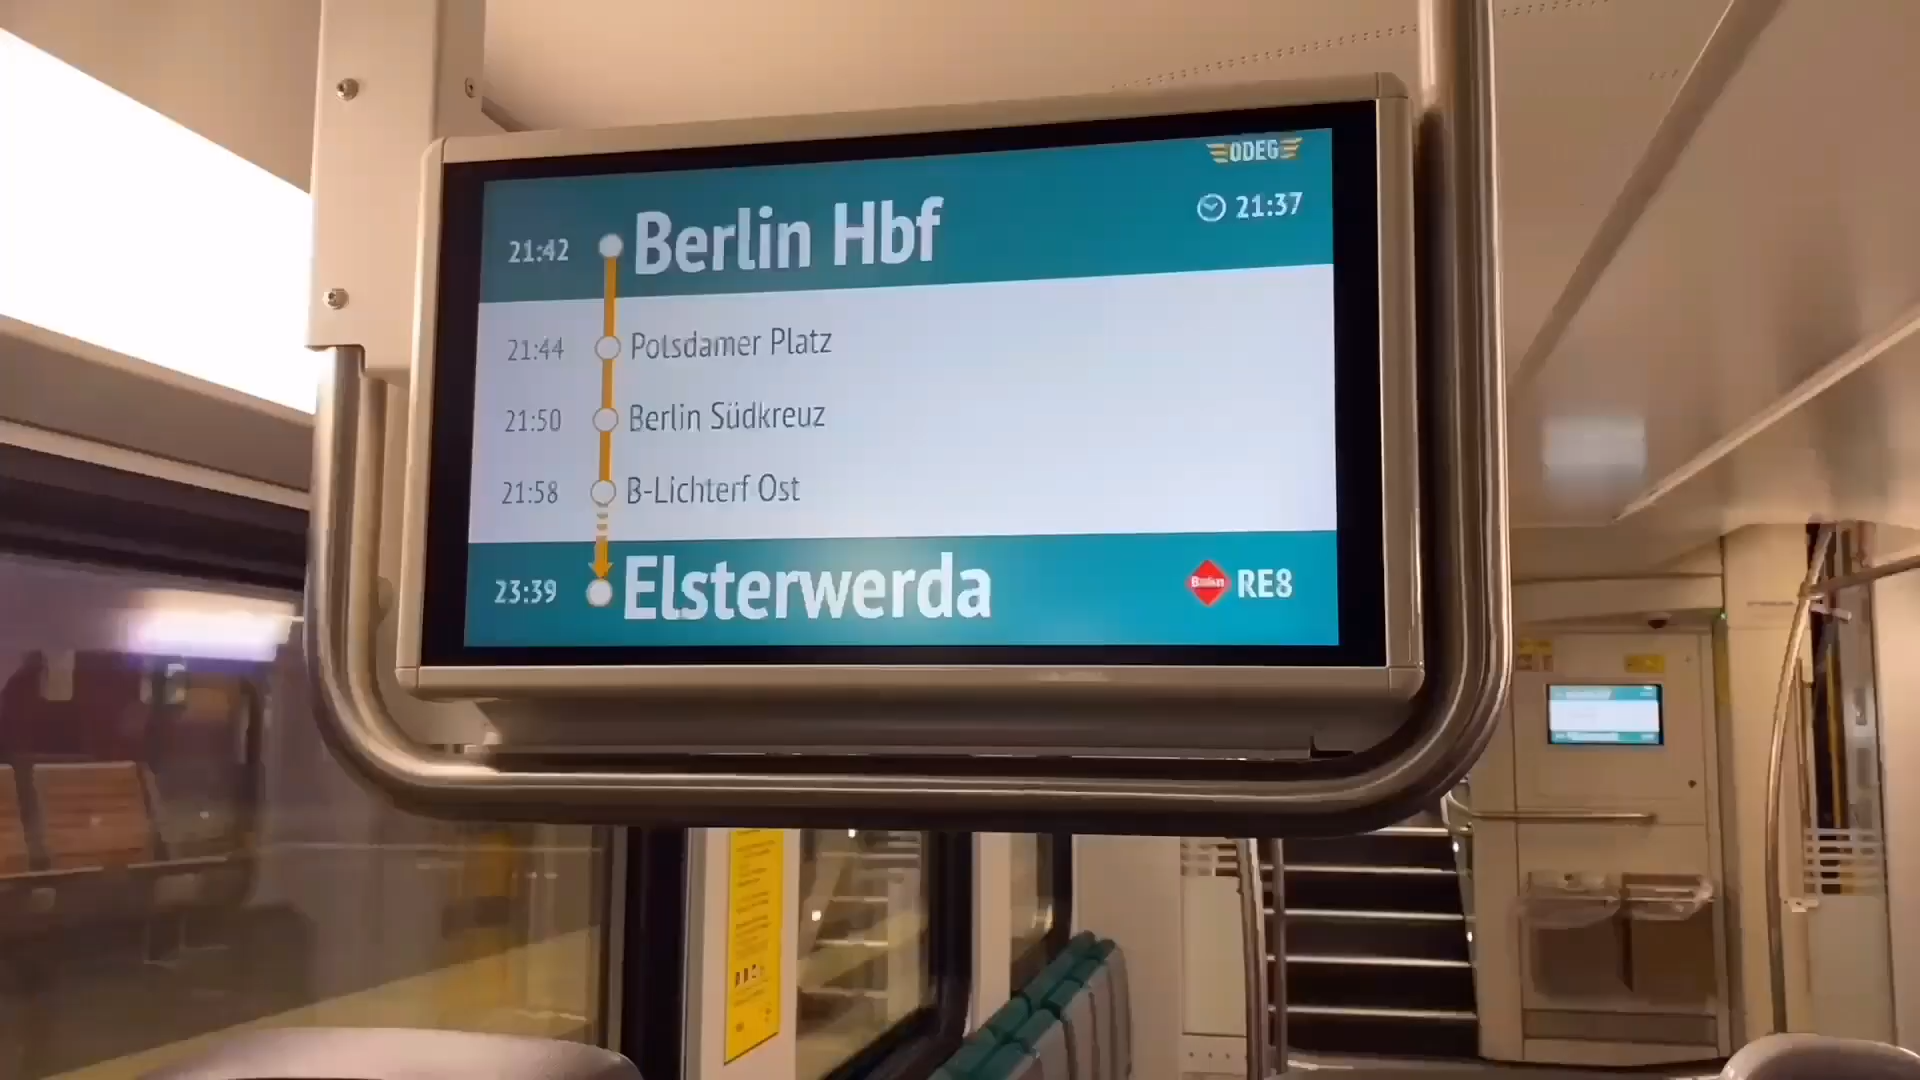 ODEG
21:37
21:42 Berlin Hbf
21:44 Potsdamer Platz
21:50 Berlin Südkreuz
21:58 B-Lichterf Ost
23:39 Elsterwerda
RE8